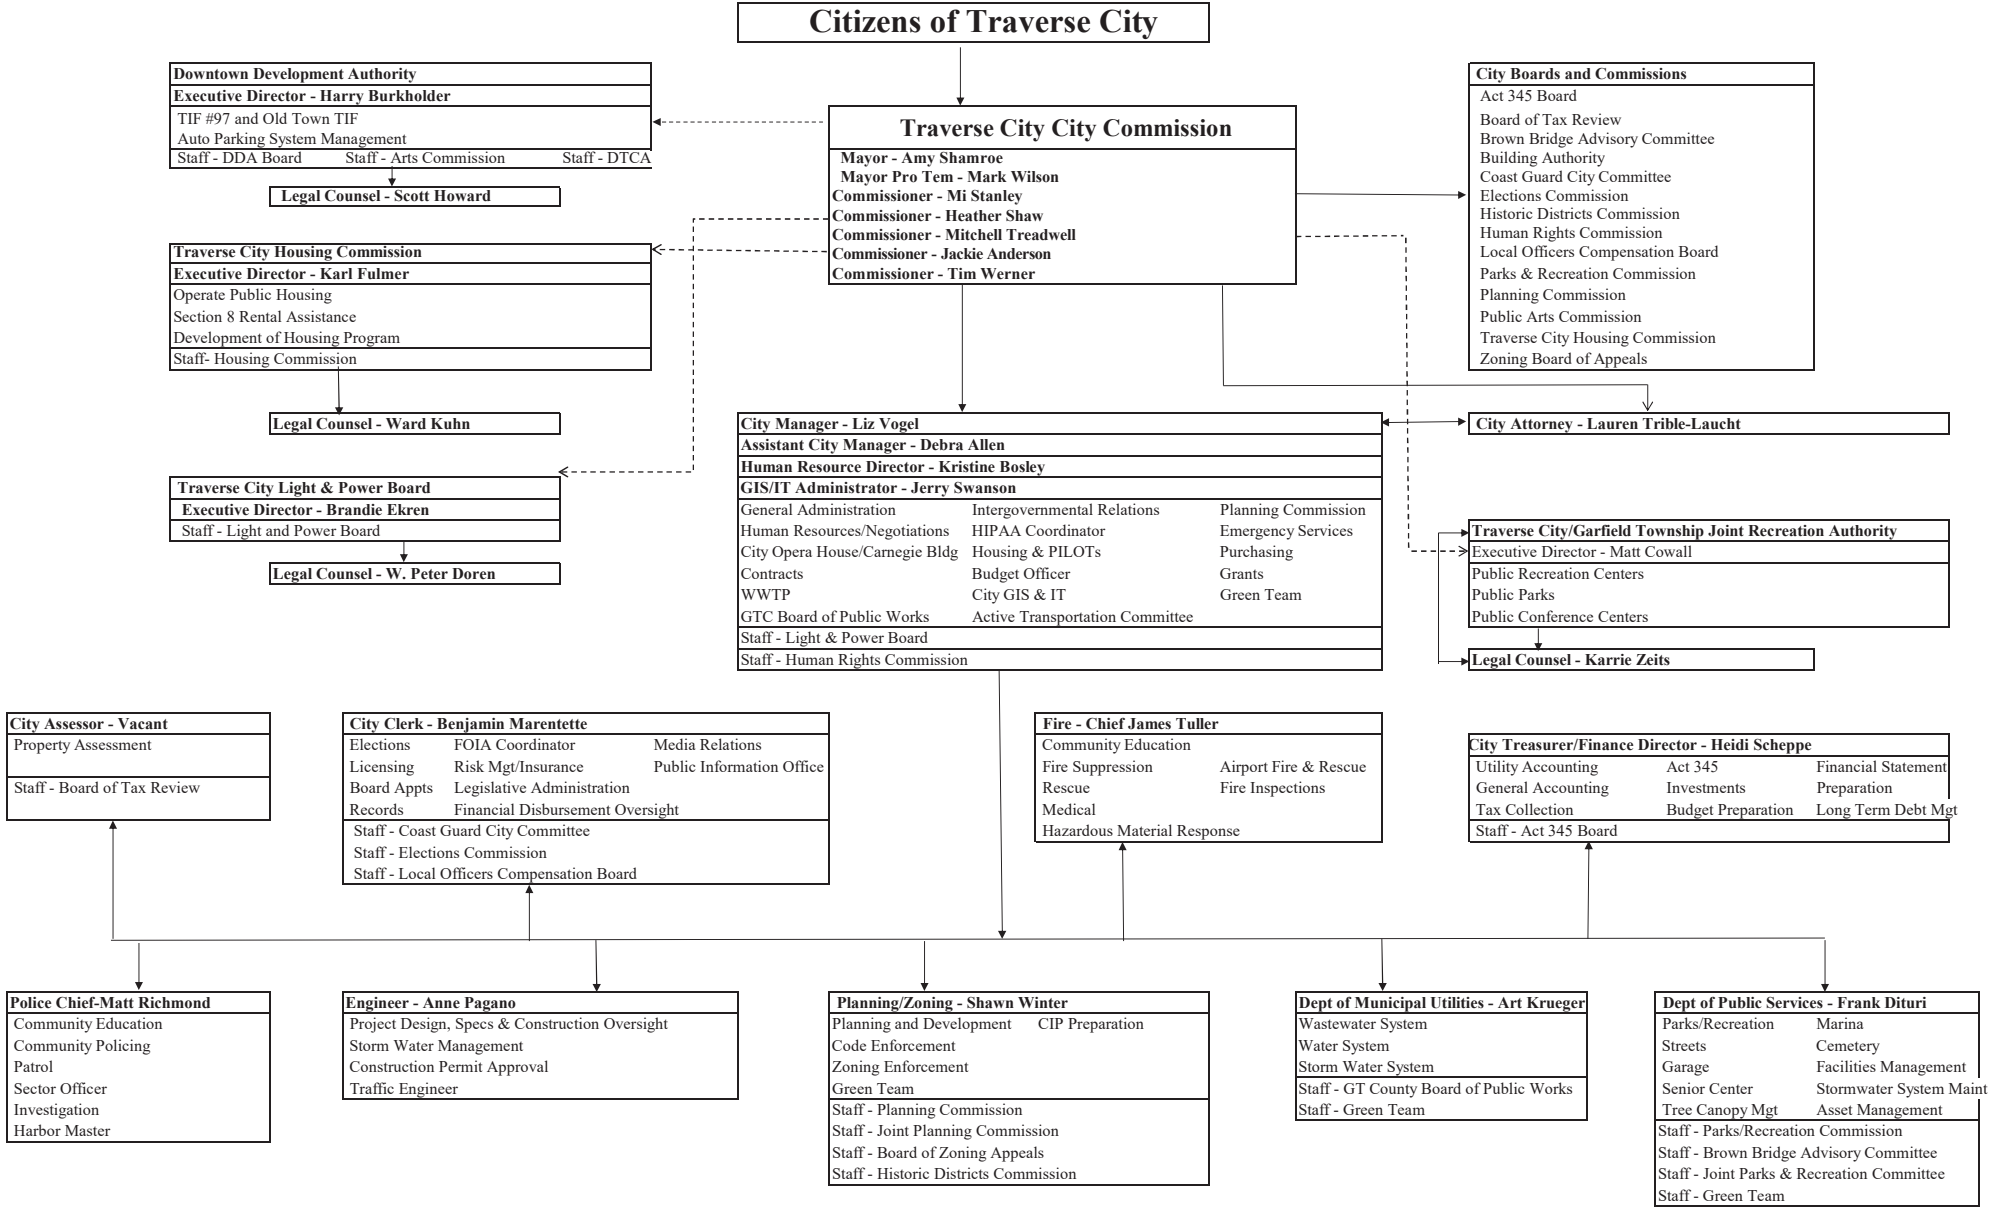 Citizens of Traverse City
Downtown Development Authority
Executive Director - Harry Burkholder
TIF #97 and Old Town TIF
Auto Parking System Management
Staff - DDA Board Staff - Arts Commission Staff - DTCA
Legal Counsel - Scott Howard
Traverse City City Commission
Mayor - Amy Shamroe
Mayor Pro Tem - Mark Wilson
Commissioner - Mi Stanley
Commissioner - Heather Shaw
Commissioner - Mitchell Treadwell
Commissioner - Jackie Anderson
Commissioner - Tim Werner
City Boards and Commissions
Act 345 Board
Board of Tax Review
Brown Bridge Advisory Committee
Building Authority
Coast Guard City Committee
Elections Commission
Historic Districts Commission
Human Rights Commission
Local Officers Compensation Board
Parks & Recreation Commission
Planning Commission
Public Arts Commission
Traverse City Housing Commission
Zoning Board of Appeals
Traverse City Housing Commission
Executive Director - Karl Fulmer
Operate Public Housing
Section 8 Rental Assistance
Development of Housing Program
Staff- Housing Commission
Legal Counsel - Ward Kuhn
Traverse City Light & Power Board
Executive Director - Brandie Ekren
Staff - Light and Power Board
Legal Counsel - W. Peter Doren
City Manager - Liz Vogel
Assistant City Manager - Debra Allen
Human Resource Director - Kristine Bosley
GIS/IT Administrator - Jerry Swanson
General Administration Intergovernmental Relations Planning Commission
Human Resources/Negotiations HIPAA Coordinator Emergency Services
City Opera House/Carnegie Bldg Housing & PILOTs Purchasing
Contracts Budget Officer Grants
WWTP City GIS & IT Green Team
GTC Board of Public Works Active Transportation Committee
Staff - Light & Power Board
Staff - Human Rights Commission
City Attorney - Lauren Trible-Laucht
Traverse City/Garfield Township Joint Recreation Authority
Executive Director - Matt Cowall
Public Recreation Centers
Public Parks
Public Conference Centers
Legal Counsel - Karrie Zeits
City Assessor - Vacant
Property Assessment
Staff - Board of Tax Review
City Clerk - Benjamin Marentette
Elections FOIA Coordinator Media Relations
Licensing Risk Mgt/Insurance Public Information Office
Board Appts Legislative Administration
Records Financial Disbursement Oversight
Staff - Coast Guard City Committee
Staff - Elections Commission
Staff - Local Officers Compensation Board
Fire - Chief James Tuller
Community Education
Fire Suppression Airport Fire & Rescue
Rescue Fire Inspections
Medical
Hazardous Material Response
City Treasurer/Finance Director - Heidi Scheppe
Utility Accounting Act 345 Financial Statement
General Accounting Investments Preparation
Tax Collection Budget Preparation Long Term Debt Mgt
Staff - Act 345 Board
Police Chief-Matt Richmond
Community Education
Community Policing
Patrol
Sector Officer
Investigation
Harbor Master
Engineer - Anne Pagano
Project Design, Specs & Construction Oversight
Storm Water Management
Construction Permit Approval
Traffic Engineer
Planning/Zoning - Shawn Winter
Planning and Development CIP Preparation
Code Enforcement
Zoning Enforcement
Green Team
Staff - Planning Commission
Staff - Joint Planning Commission
Staff - Board of Zoning Appeals
Staff - Historic Districts Commission
Dept of Municipal Utilities - Art Krueger
Wastewater System
Water System
Storm Water System
Staff - GT County Board of Public Works
Staff - Green Team
Dept of Public Services - Frank Dituri
Parks/Recreation Marina
Streets Cemetery
Garage Facilities Management
Senior Center Stormwater System Maint
Tree Canopy Mgt Asset Management
Staff - Parks/Recreation Commission
Staff - Brown Bridge Advisory Committee
Staff - Joint Parks & Recreation Committee
Staff - Green Team